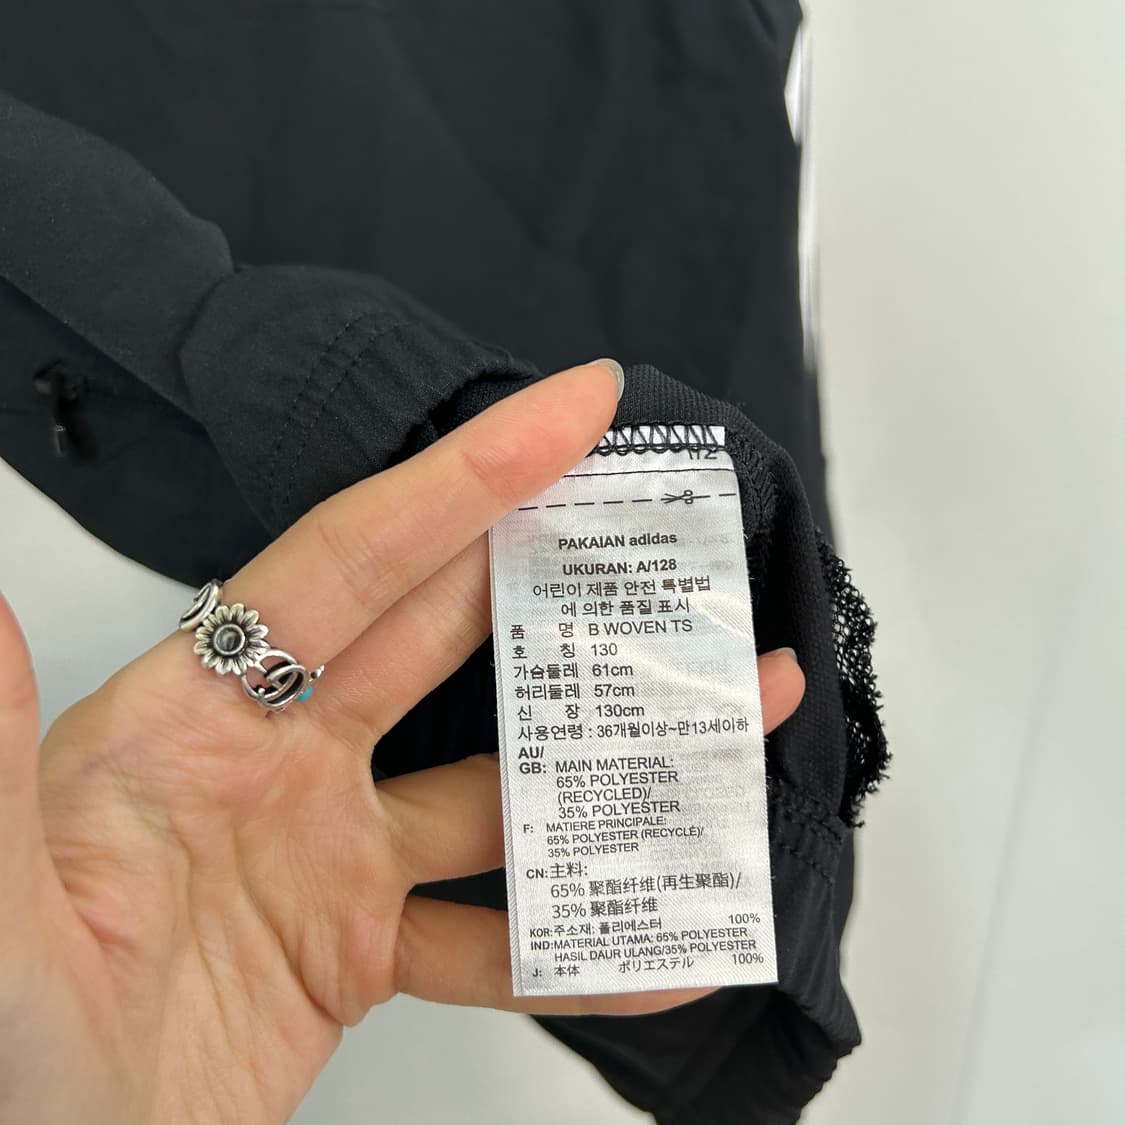 PAKAIAN adidas
UKURAN: A/128
어린이 제품 안전 특별법
에 의한 품질 표시
품 명 B WOVEN TS
호 칭 130
가슴둘레 61cm
허리둘레 57cm
신 장 130cm
사용연령 : 36개월이상~만13세이하
AU/
GB: MAIN MATERIAL:
65% POLYESTER
(RECYCLED)/
35% POLYESTER
F: MATIERE PRINCIPALE:
65% POLYESTER (RECYCLÉ)/
35% POLYESTER
CN: 主料:
65% 聚酯纤维(再生聚酯)/
35% 聚酯纤维
KOR: 주소재: 폴리에스터 100%
IND: MATERIAL UTAMA: 65% POLYESTER
HASIL DAUR ULANG/35% POLYESTER
J: 本体 ポリエステル 100%